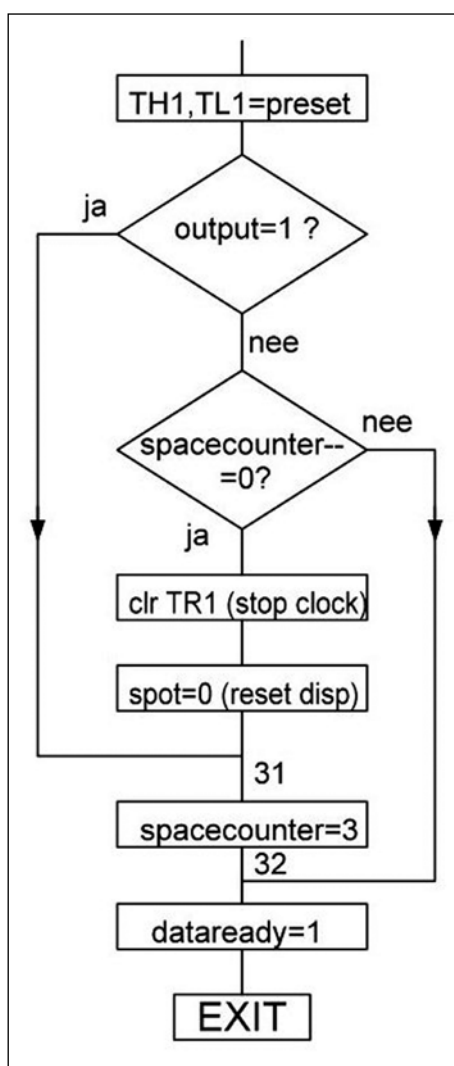 TH1,TL1=preset
ja
output=1 ?
nee
nee
spacecounter--
=0?
ja
clr TR1 (stop clock)
spot=0 (reset disp)
31
spacecounter=3
32
dataready=1
EXIT